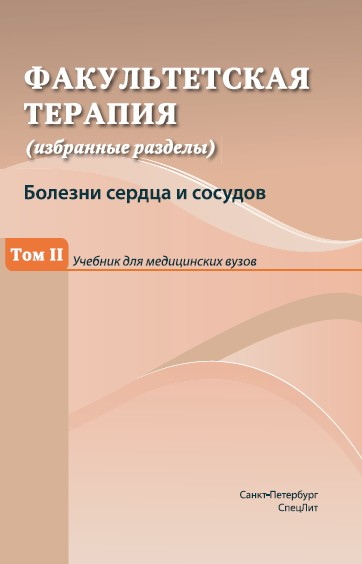 ФАКУЛЬТЕТСКАЯ
ТЕРАПИЯ
(избранные разделы)
Болезни сердца и сосудов
Том II
Учебник для медицинских вузов
Санкт-Петербург
СпецЛит